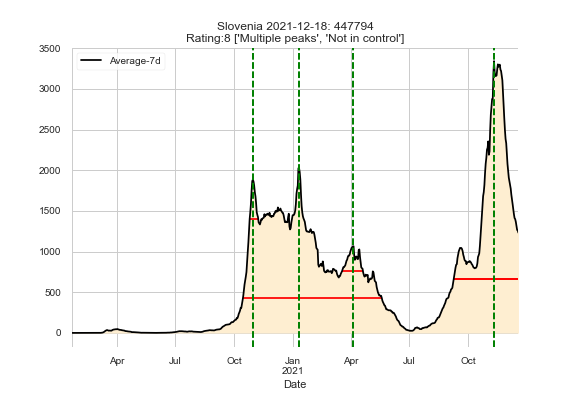 Slovenia 2021-12-18: 447794
Rating:8 ['Multiple peaks', 'Not in control']
Average-7d
3500
3000
2500
2000
1500
1000
500
0
Apr Jul Oct Jan Apr Jul Oct
2021
Date